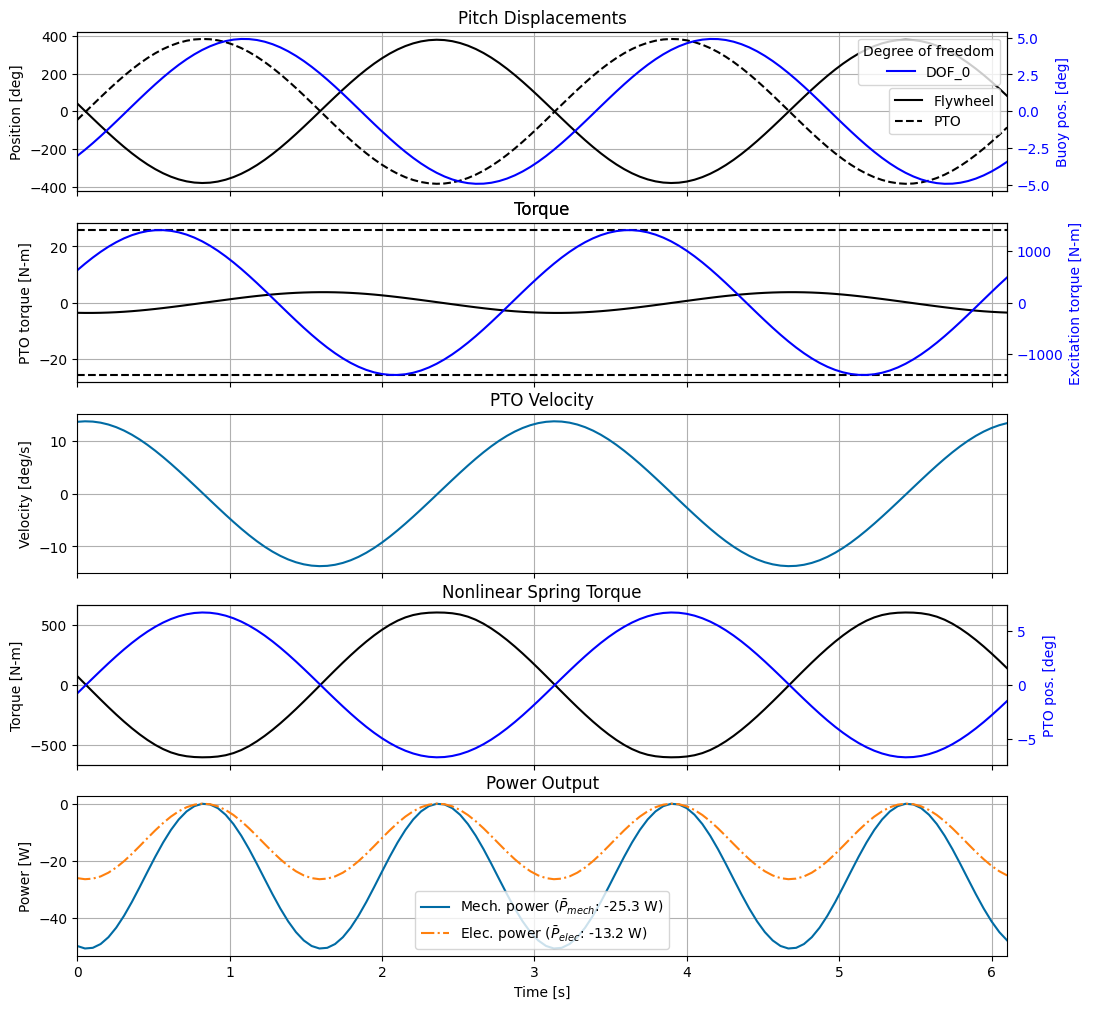 Pitch Displacements
Position [deg]
400
200
0
−200
−400
5.0
2.5
0.0
−2.5
−5.0
Buoy pos. [deg]
Degree of freedom
DOF_0
Flywheel
PTO
Torque
PTO torque [N-m]
20
0
−20
1000
0
−1000
Excitation torque [N-m]
PTO Velocity
Velocity [deg/s]
10
0
−10
Nonlinear Spring Torque
Torque [N-m]
500
0
−500
5
0
−5
PTO pos. [deg]
Power Output
Power [W]
0
−20
−40
Mech. power (P̄mech: -25.3 W)
Elec. power (P̄elec: -13.2 W)
0 1 2 3 4 5 6
Time [s]